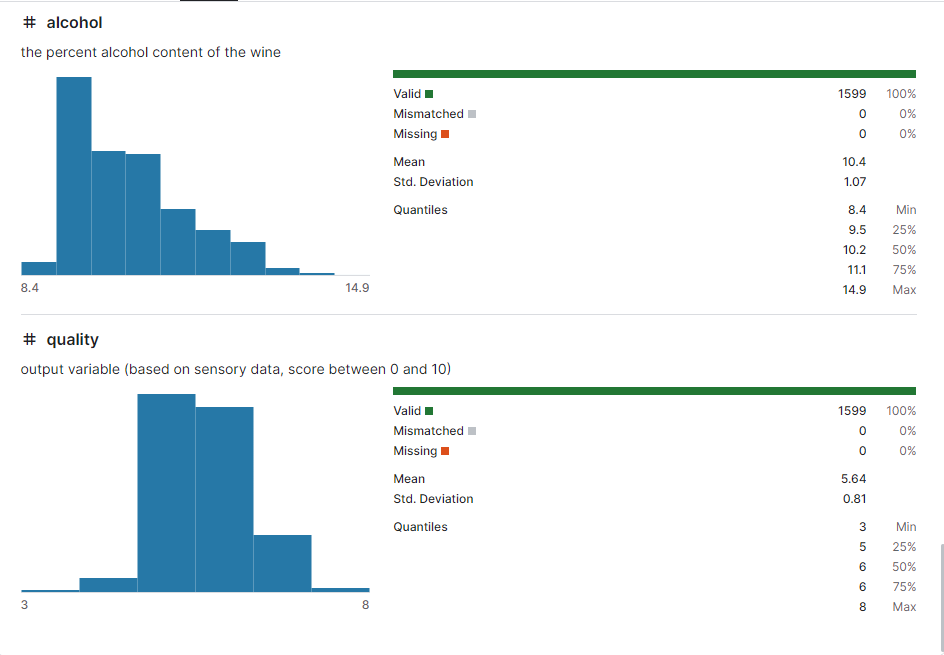 # alcohol
the percent alcohol content of the wine
Valid 1599 100%
Mismatched 0 0%
Missing 0 0%
Mean 10.4
Std. Deviation 1.07
Quantiles 8.4 Min
9.5 25%
10.2 50%
11.1 75%
14.9 Max
8.4 14.9
# quality
output variable (based on sensory data, score between 0 and 10)
Valid 1599 100%
Mismatched 0 0%
Missing 0 0%
Mean 5.64
Std. Deviation 0.81
Quantiles 3 Min
5 25%
6 50%
6 75%
8 Max
3 8